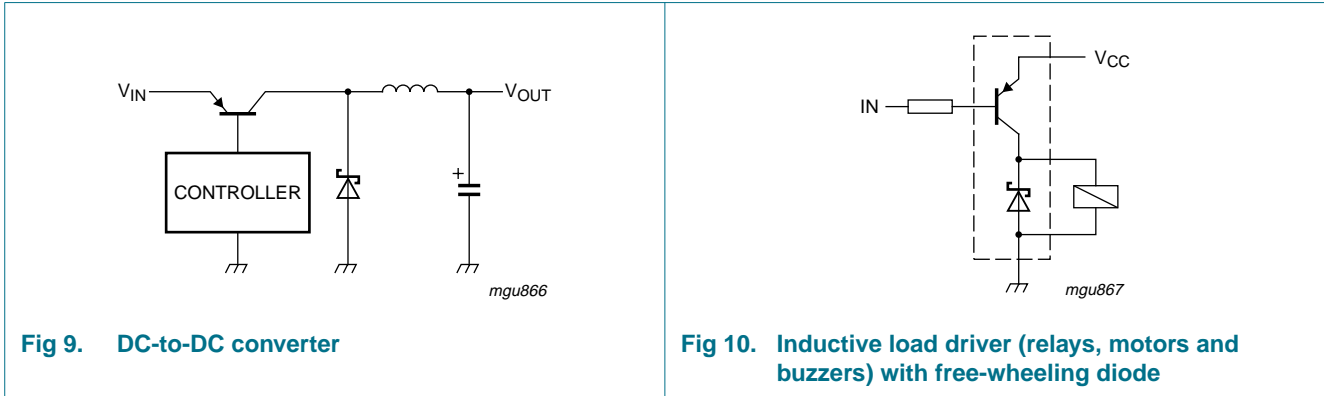 V_IN
V_OUT
CONTROLLER
+
mgu866
Fig 9. DC-to-DC converter
V_CC
IN
mgu867
Fig 10. Inductive load driver (relays, motors and
buzzers) with free-wheeling diode